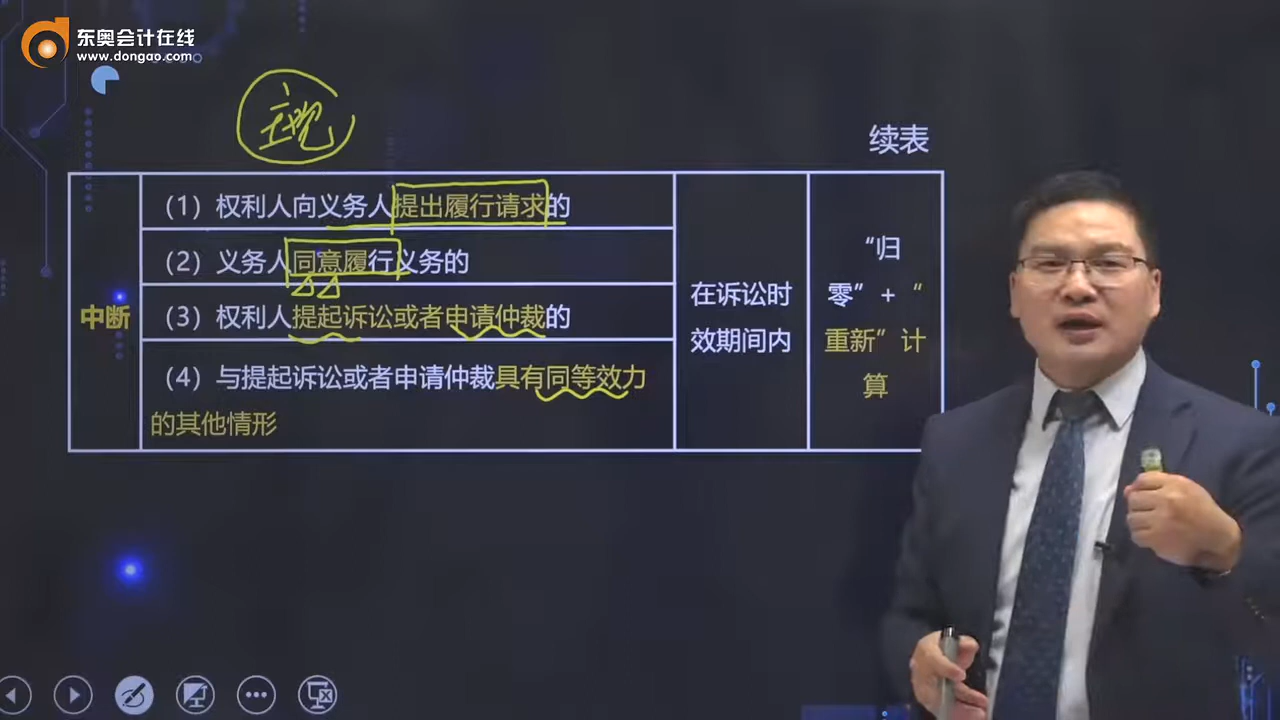 东奥会计在线
www.dongao.com
主观
续表
中断
（1）权利人向义务人提出履行请求的
（2）义务人同意履行义务的
（3）权利人提起诉讼或者申请仲裁的
（4）与提起诉讼或者申请仲裁具有同等效力
的其他情形
在诉讼时
效期间内
“归
零”+“
重新”计
算